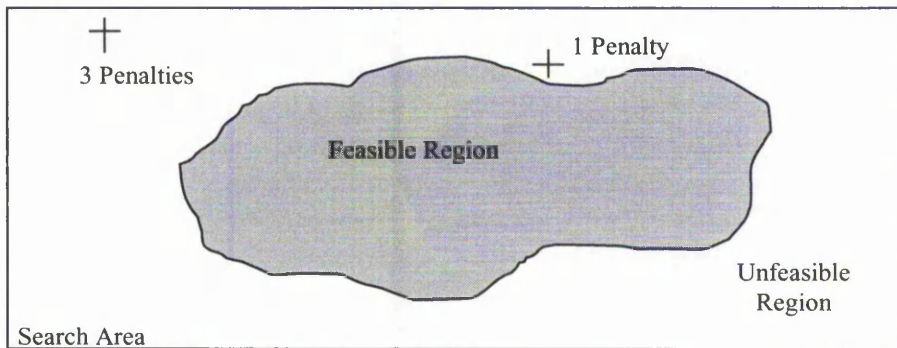 1 Penalty
3 Penalties
Feasible Region
Unfeasible
Region
Search Area